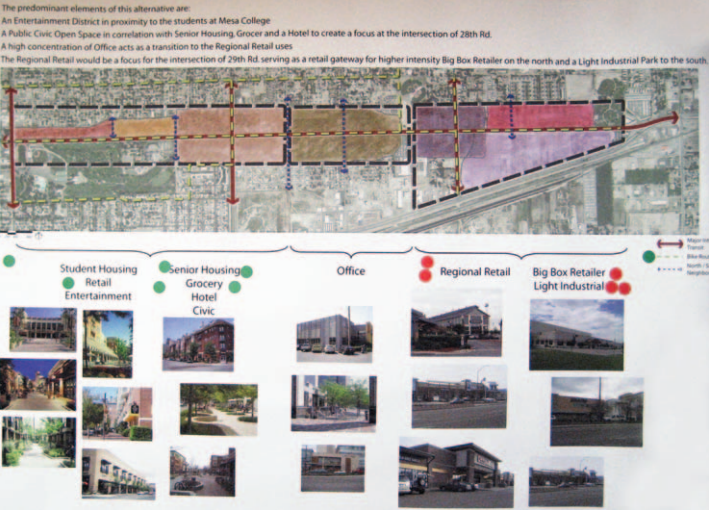 The predominant elements of this alternative are:
An Entertainment District in proximity to the students at Mesa College
A Public Civic Open Space in correlation with Senior Housing, Grocer and a Hotel to create a focus at the intersection of 28th Rd.
A high concentration of Office acts as a transition to the Regional Retail uses
The Regional Retail would be a focus for the intersection of 29th Rd. serving as a retail gateway for higher intensity Big Box Retailer on the north and a Light Industrial Park to the south.
Student Housing
Retail
Entertainment
Senior Housing
Grocery
Hotel
Civic
Office
Regional Retail
Big Box Retailer
Light Industrial
Transit